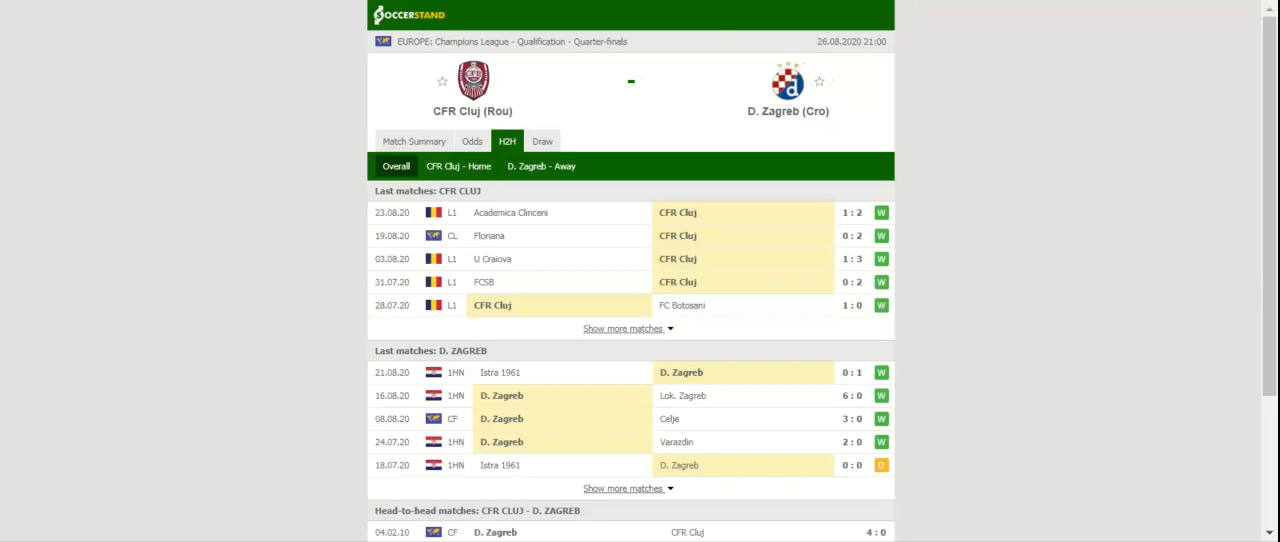 SOCCERSTAND
EUROPE: Champions League - Qualification - Quarter-finals 26.08.2020 21:00
CFR Cluj (Rou) - D. Zagreb (Cro)
Match Summary Odds H2H Draw
Overall CFR Cluj - Home D. Zagreb - Away
Last matches: CFR CLUJ
23.08.20 L1 Academica Clinceni CFR Cluj 1 : 2 W
19.08.20 CL Floriana CFR Cluj 0 : 2 W
03.08.20 L1 U Craiova CFR Cluj 1 : 3 W
31.07.20 L1 FCSB CFR Cluj 0 : 2 W
28.07.20 L1 CFR Cluj FC Botosani 1 : 0 W
Show more matches
Last matches: D. ZAGREB
21.08.20 1HN Istra 1961 D. Zagreb 0 : 1 W
16.08.20 1HN D. Zagreb Lok. Zagreb 6 : 0 W
08.08.20 CF D. Zagreb Celje 3 : 0 W
24.07.20 1HN D. Zagreb Varazdin 2 : 0 W
18.07.20 1HN Istra 1961 D. Zagreb 0 : 0 D
Show more matches
Head-to-head matches: CFR CLUJ - D. ZAGREB
04.02.10 CF D. Zagreb CFR Cluj 4 : 0